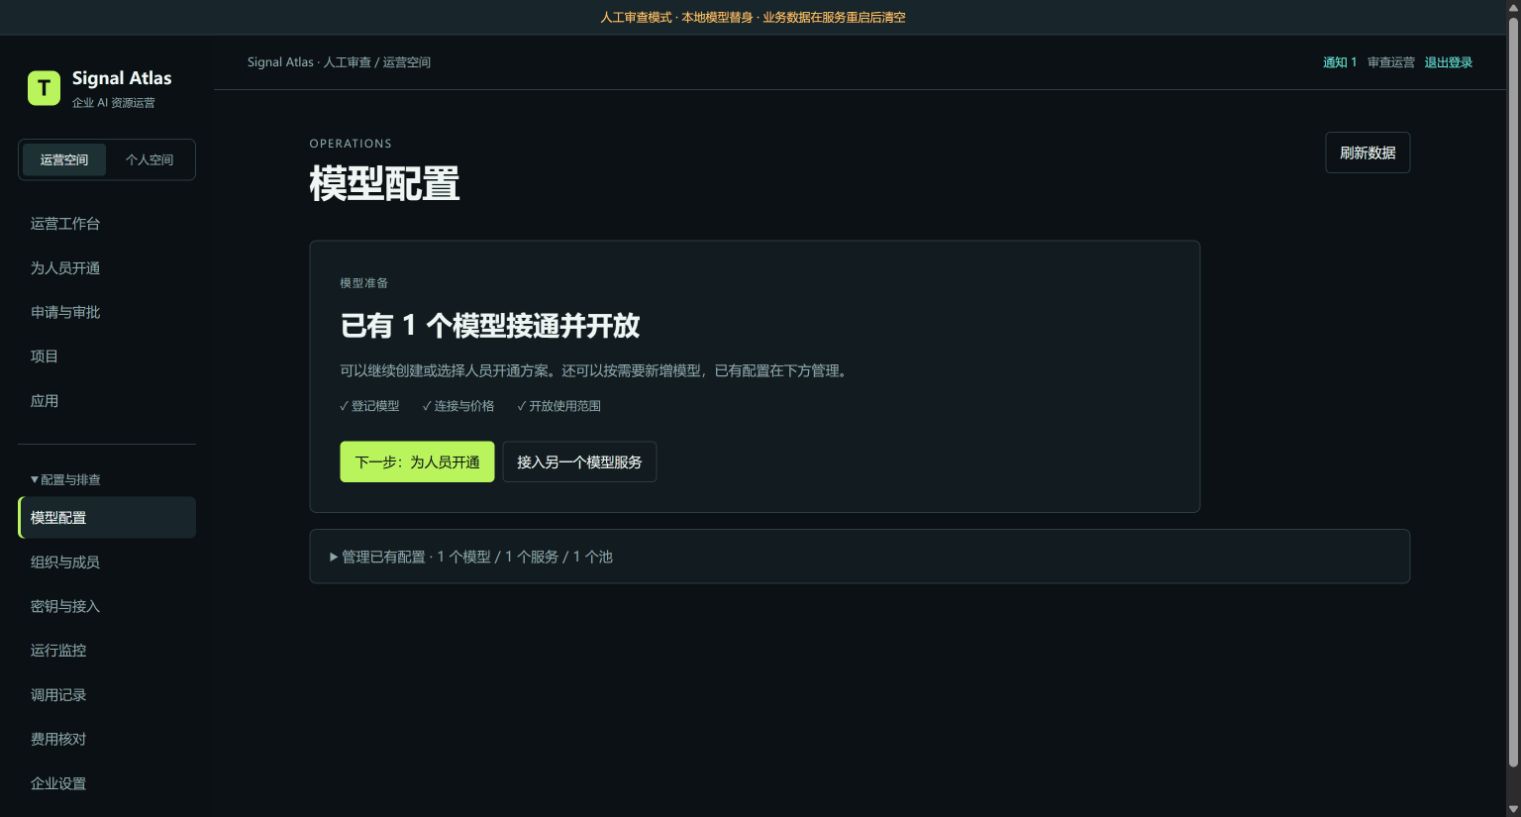 人工审查模式 · 本地模型替身 · 业务数据在服务重启后清空
T
Signal Atlas
企业 AI 资源运营
运营空间
个人空间
运营工作台
为人员开通
申请与审批
项目
应用
▼配置与排查
模型配置
组织与成员
密钥与接入
运行监控
调用记录
费用核对
企业设置
Signal Atlas · 人工审查 / 运营空间
通知 1 审查运营 退出登录
OPERATIONS
模型配置
刷新数据
模型准备
已有 1 个模型接通并开放
可以继续创建或选择人员开通方案。还可以按需要新增模型，已有配置在下方管理。
✓ 登记模型 ✓ 连接与价格 ✓ 开放使用范围
下一步：为人员开通
接入另一个模型服务
▶ 管理已有配置 · 1 个模型 / 1 个服务 / 1 个池